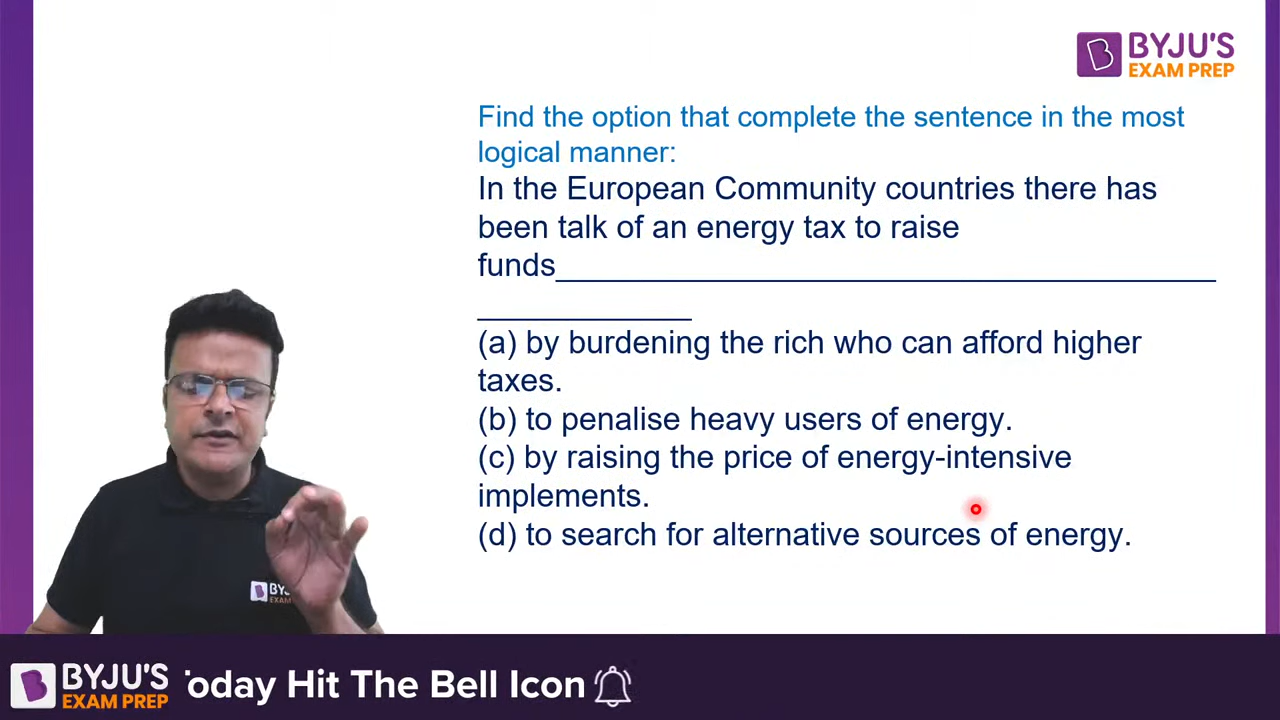 BYJU'S
EXAM PREP
Find the option that complete the sentence in the most
logical manner:
In the European Community countries there has
been talk of an energy tax to raise
funds
(a) by burdening the rich who can afford higher
taxes.
(b) to penalise heavy users of energy.
(c) by raising the price of energy-intensive
implements.
(d) to search for alternative sources of energy.
BYJU'S
EXAM PREP
oday Hit The Bell Icon